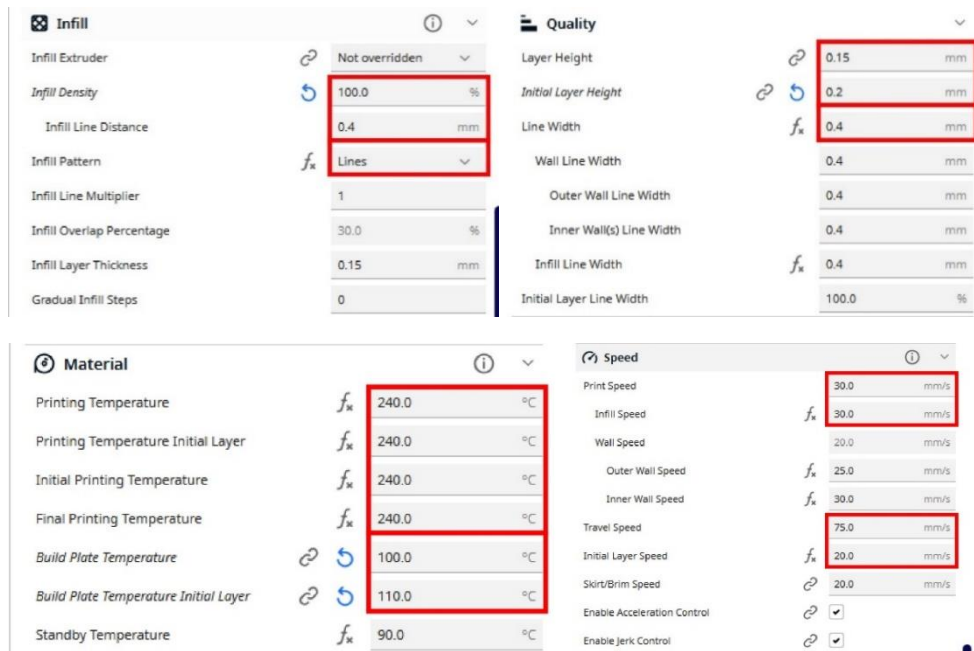 Infill
Infill Extruder Not overridden
Infill Density 100.0 %
Infill Line Distance 0.4 mm
Infill Pattern Lines
Infill Line Multiplier 1
Infill Overlap Percentage 30.0 %
Infill Layer Thickness 0.15 mm
Gradual Infill Steps 0
Quality
Layer Height 0.15 mm
Initial Layer Height 0.2 mm
Line Width 0.4 mm
Wall Line Width 0.4 mm
Outer Wall Line Width 0.4 mm
Inner Wall(s) Line Width 0.4 mm
Infill Line Width 0.4 mm
Initial Layer Line Width 100.0 %
Material
Printing Temperature 240.0 °C
Printing Temperature Initial Layer 240.0 °C
Initial Printing Temperature 240.0 °C
Final Printing Temperature 240.0 °C
Build Plate Temperature 100.0 °C
Build Plate Temperature Initial Layer 110.0 °C
Standby Temperature 90.0 °C
Speed
Print Speed 30.0 mm/s
Infill Speed 30.0 mm/s
Wall Speed 20.0 mm/s
Outer Wall Speed 25.0 mm/s
Inner Wall Speed 30.0 mm/s
Travel Speed 75.0 mm/s
Initial Layer Speed 20.0 mm/s
Skirt/Brim Speed 20.0 mm/s
Enable Acceleration Control
Enable Jerk Control